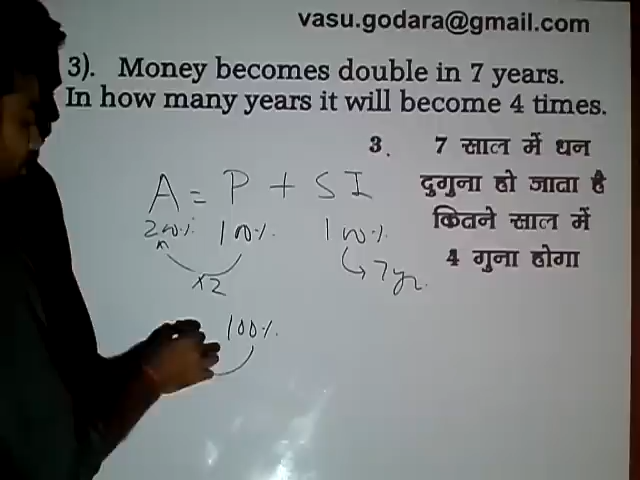 vasu.godara@gmail.com
3). Money becomes double in 7 years.
In how many years it will become 4 times.
3. 7 साल में धन
दुगुना हो जाता है
कितने साल में
4 गुना होगा
A = P + SI
200% 100% 100%
×2 7yr.
100%